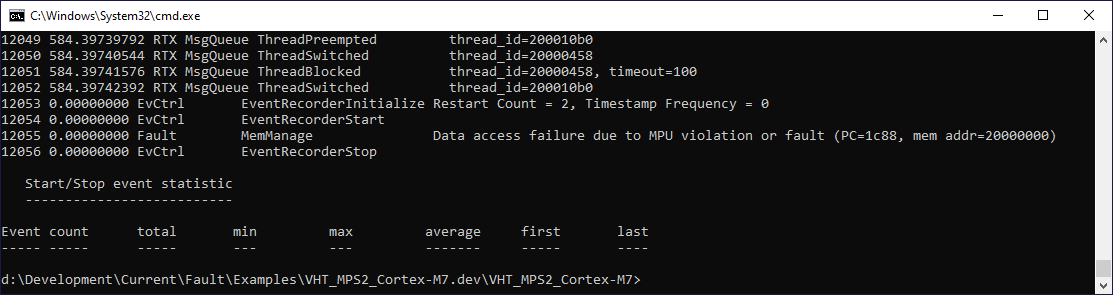 C:\Windows\System32\cmd.exe
12049 584.39739792 RTX MsgQueue ThreadPreempted         thread_id=200010b0
12050 584.39740544 RTX MsgQueue ThreadSwitched          thread_id=20000458
12051 584.39741576 RTX MsgQueue ThreadBlocked           thread_id=20000458, timeout=100
12052 584.39742392 RTX MsgQueue ThreadSwitched          thread_id=200010b0
12053 0.00000000 EvCtrl       EventRecorderInitialize Restart Count = 2, Timestamp Frequency = 0
12054 0.00000000 EvCtrl       EventRecorderStart
12055 0.00000000 Fault        MemManage               Data access failure due to MPU violation or fault (PC=1c88, mem addr=20000000)
12056 0.00000000 EvCtrl       EventRecorderStop
   Start/Stop event statistic
   --------------------------
Event count      total       min         max         average     first       last
----- -----      -----       ---         ---         -------     -----       ----
d:\Development\Current\Fault\Examples\VHT_MPS2_Cortex-M7.dev\VHT_MPS2_Cortex-M7>